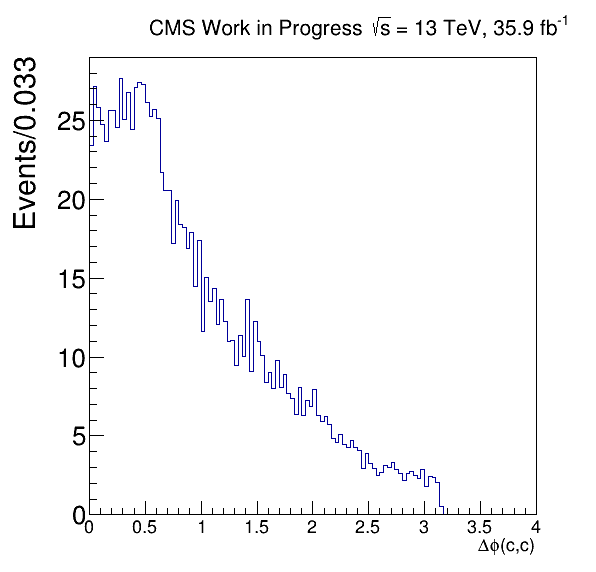 CMS Work in Progress √s = 13 TeV, 35.9 fb⁻¹
Events/0.033
25
20
15
10
5
0
0 0.5 1 1.5 2 2.5 3 3.5 4
Δϕ(c,c)